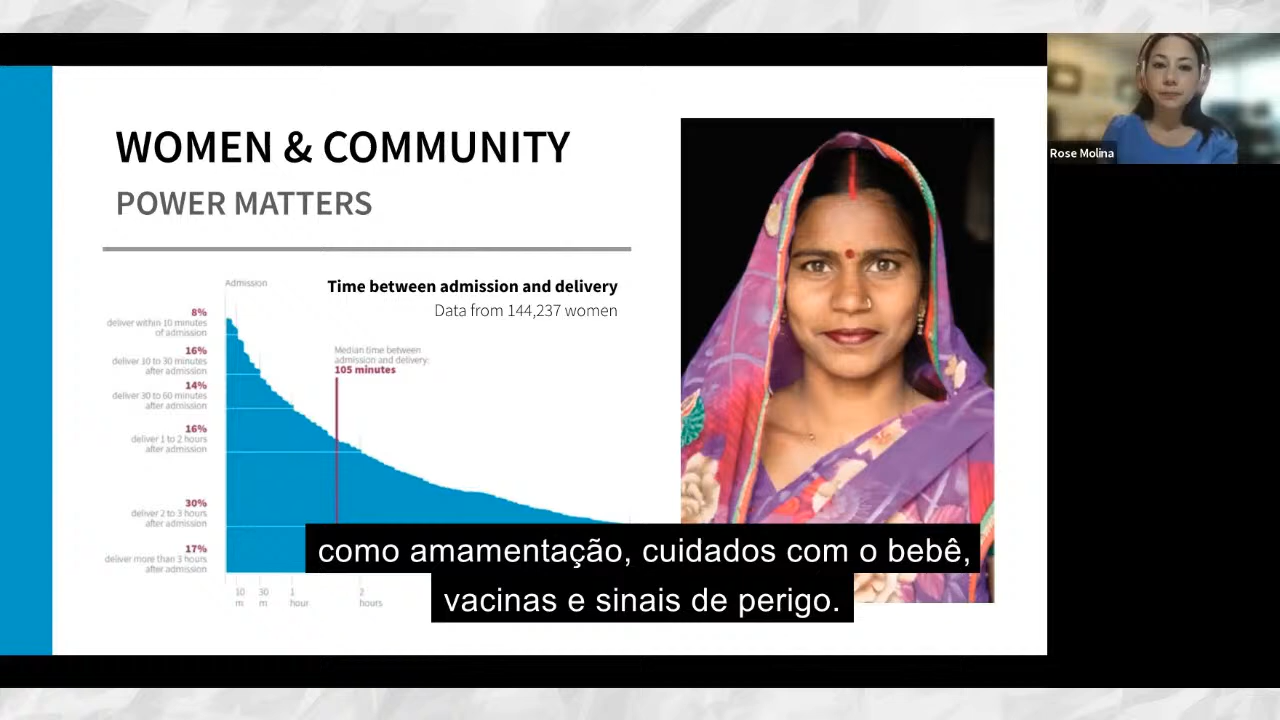 WOMEN & COMMUNITY
POWER MATTERS
Rose Molina
Time between admission and delivery
Data from 144,237 women
Admission
8%
deliver within 10 minutes
of admission
16%
deliver 10 to 30 minutes
after admission
14%
deliver 30 to 60 minutes
after admission
16%
deliver 1 to 2 hours
after admission
30%
deliver 2 to 3 hours
after admission
17%
deliver more than 3 hours
after admission
Median time between
admission and delivery:
105 minutes
10 30 1 2
m m hour hours
como amamentação, cuidados com o bebê,
vacinas e sinais de perigo.